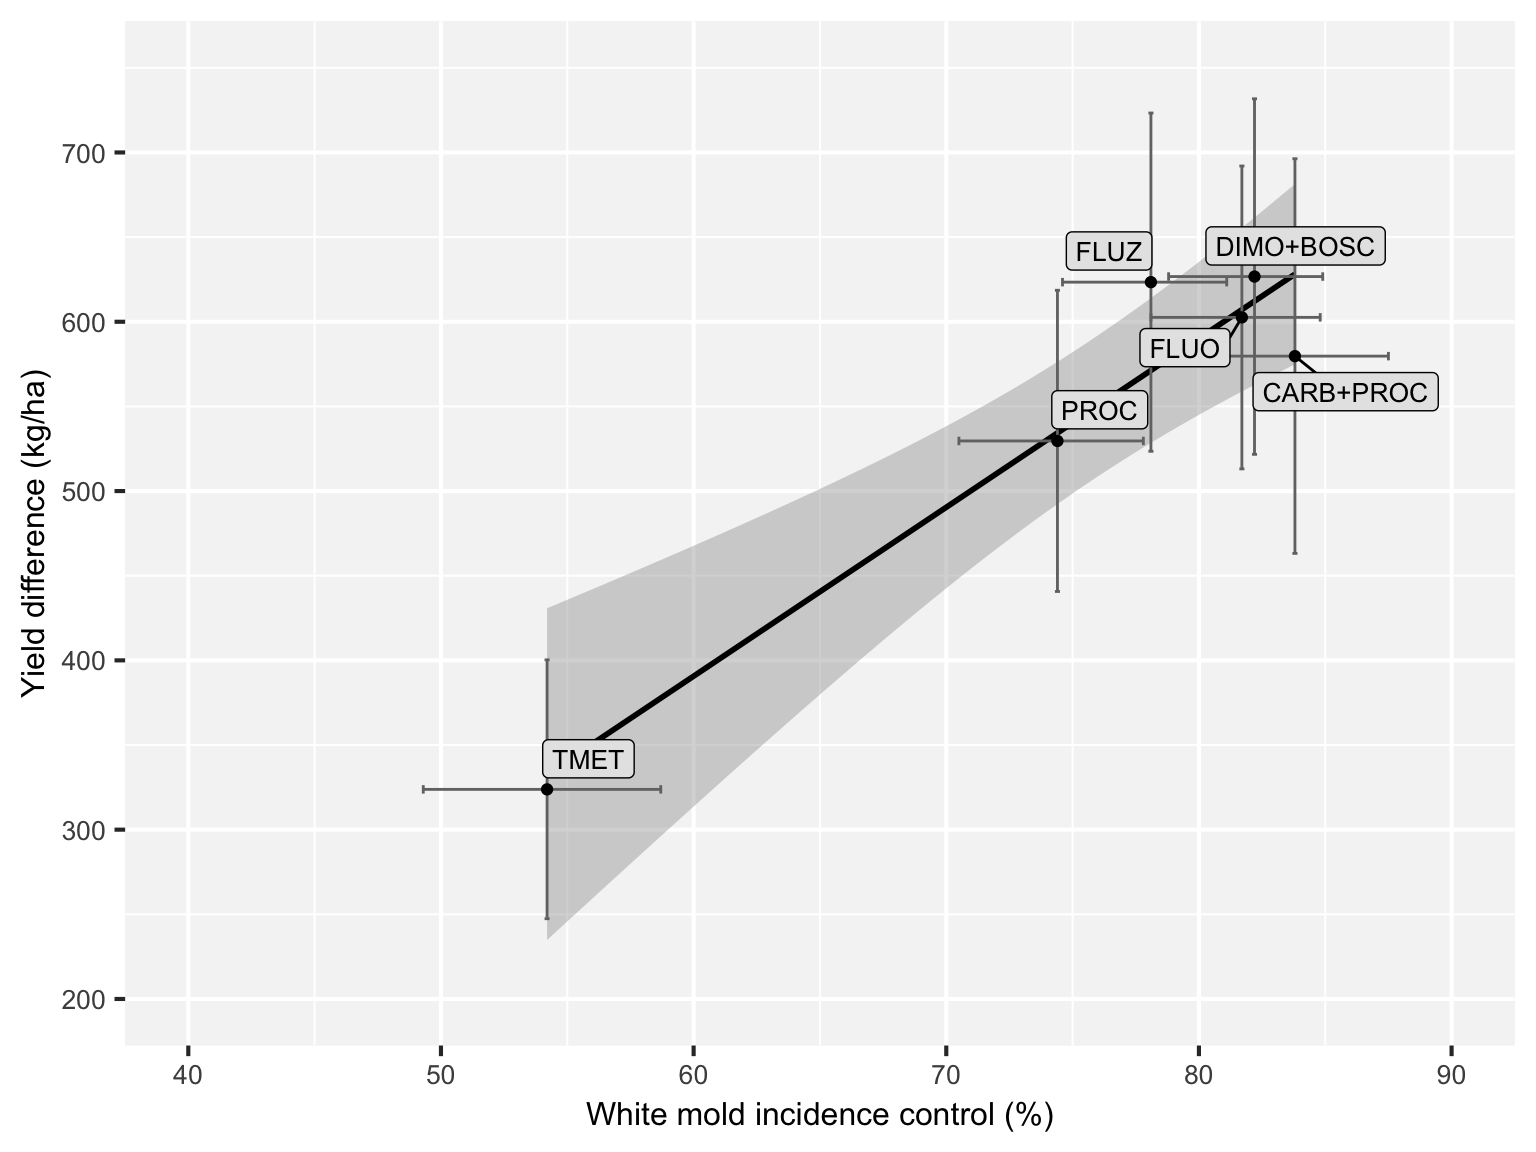 Yield difference (kg/ha)
700
600
500
400
300
200
FLUZ
DIMO+BOSC
FLUO
CARB+PROC
PROC
TMET
40 50 60 70 80 90
White mold incidence control (%)